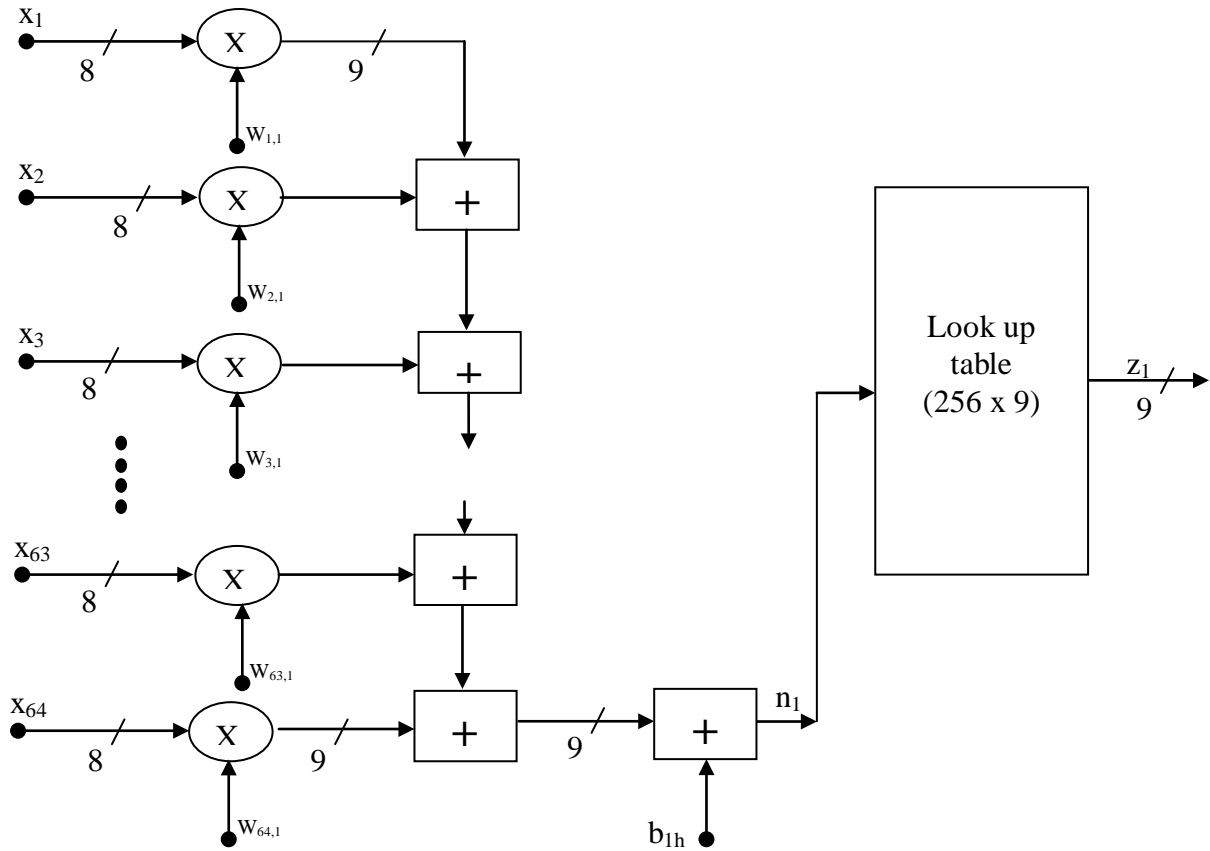 x₁
8
X
9
W₁,₁
x₂
8
X
+
W₂,₁
x₃
8
X
+
W₃,₁
Look up
table
(256 x 9)
z₁
9
x₆₃
8
X
+
W₆₃,₁
x₆₄
8
X
9
+
9
+
n₁
W₆₄,₁
b₁ₕ